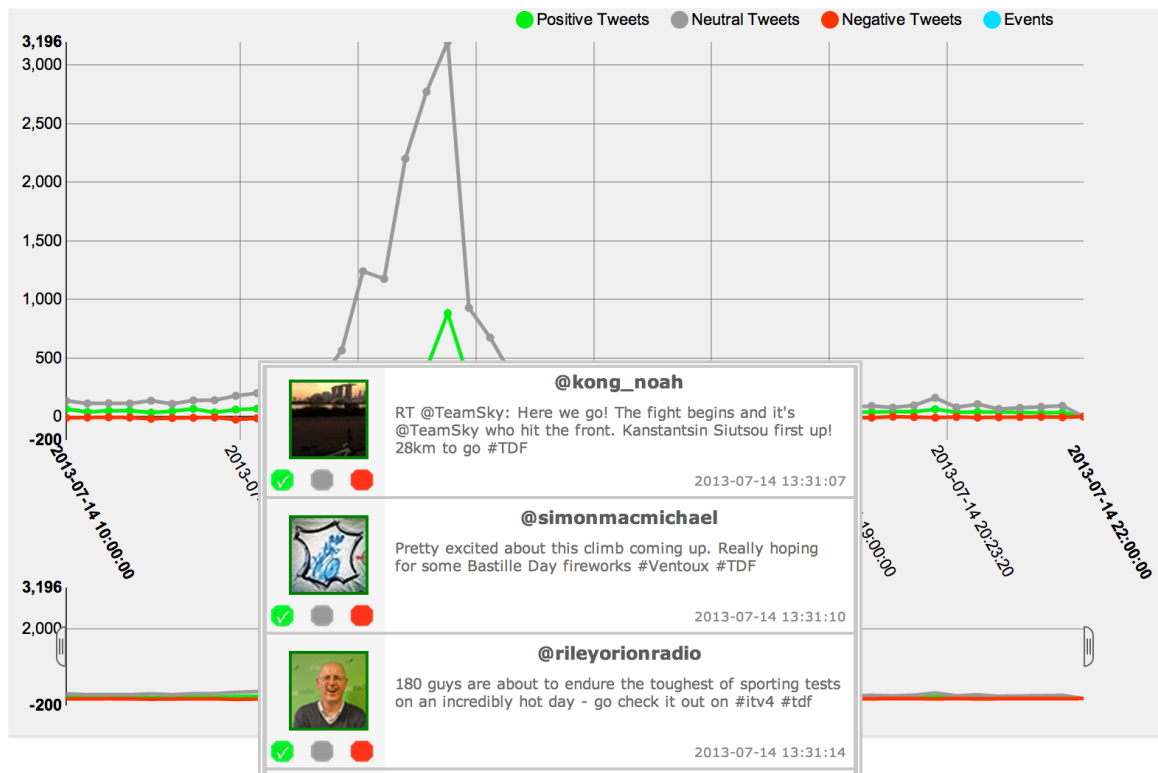 Positive Tweets Neutral Tweets Negative Tweets Events
3,196
3,000
2,500
2,000
1,500
1,000
500
0
-200
2013-07-14 10:00:00
2013-0
19:00:00
2013-07-14 20:23:20
2013-07-14 22:00:00
@kong_noah
RT @TeamSky: Here we go! The fight begins and it's
@TeamSky who hit the front. Kanstantsin Siutsou first up!
28km to go #TDF
2013-07-14 13:31:07
@simonmacmichael
Pretty excited about this climb coming up. Really hoping
for some Bastille Day fireworks #Ventoux #TDF
2013-07-14 13:31:10
@rileyorionradio
180 guys are about to endure the toughest of sporting tests
on an incredibly hot day - go check it out on #itv4 #tdf
2013-07-14 13:31:14
3,196
2,000
-200